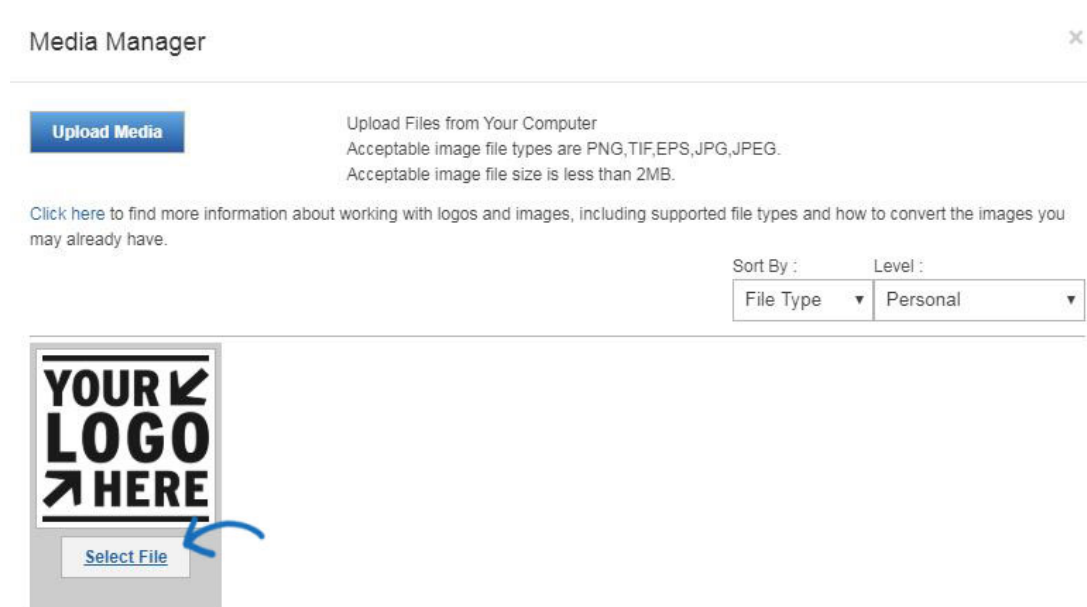 Media Manager
×
Upload Media
Upload Files from Your Computer
Acceptable image file types are PNG,TIF,EPS,JPG,JPEG.
Acceptable image file size is less than 2MB.
Click here to find more information about working with logos and images, including supported file types and how to convert the images you
may already have.
Sort By :
Level :
File Type
Personal
YOUR
LOGO
HERE
Select File